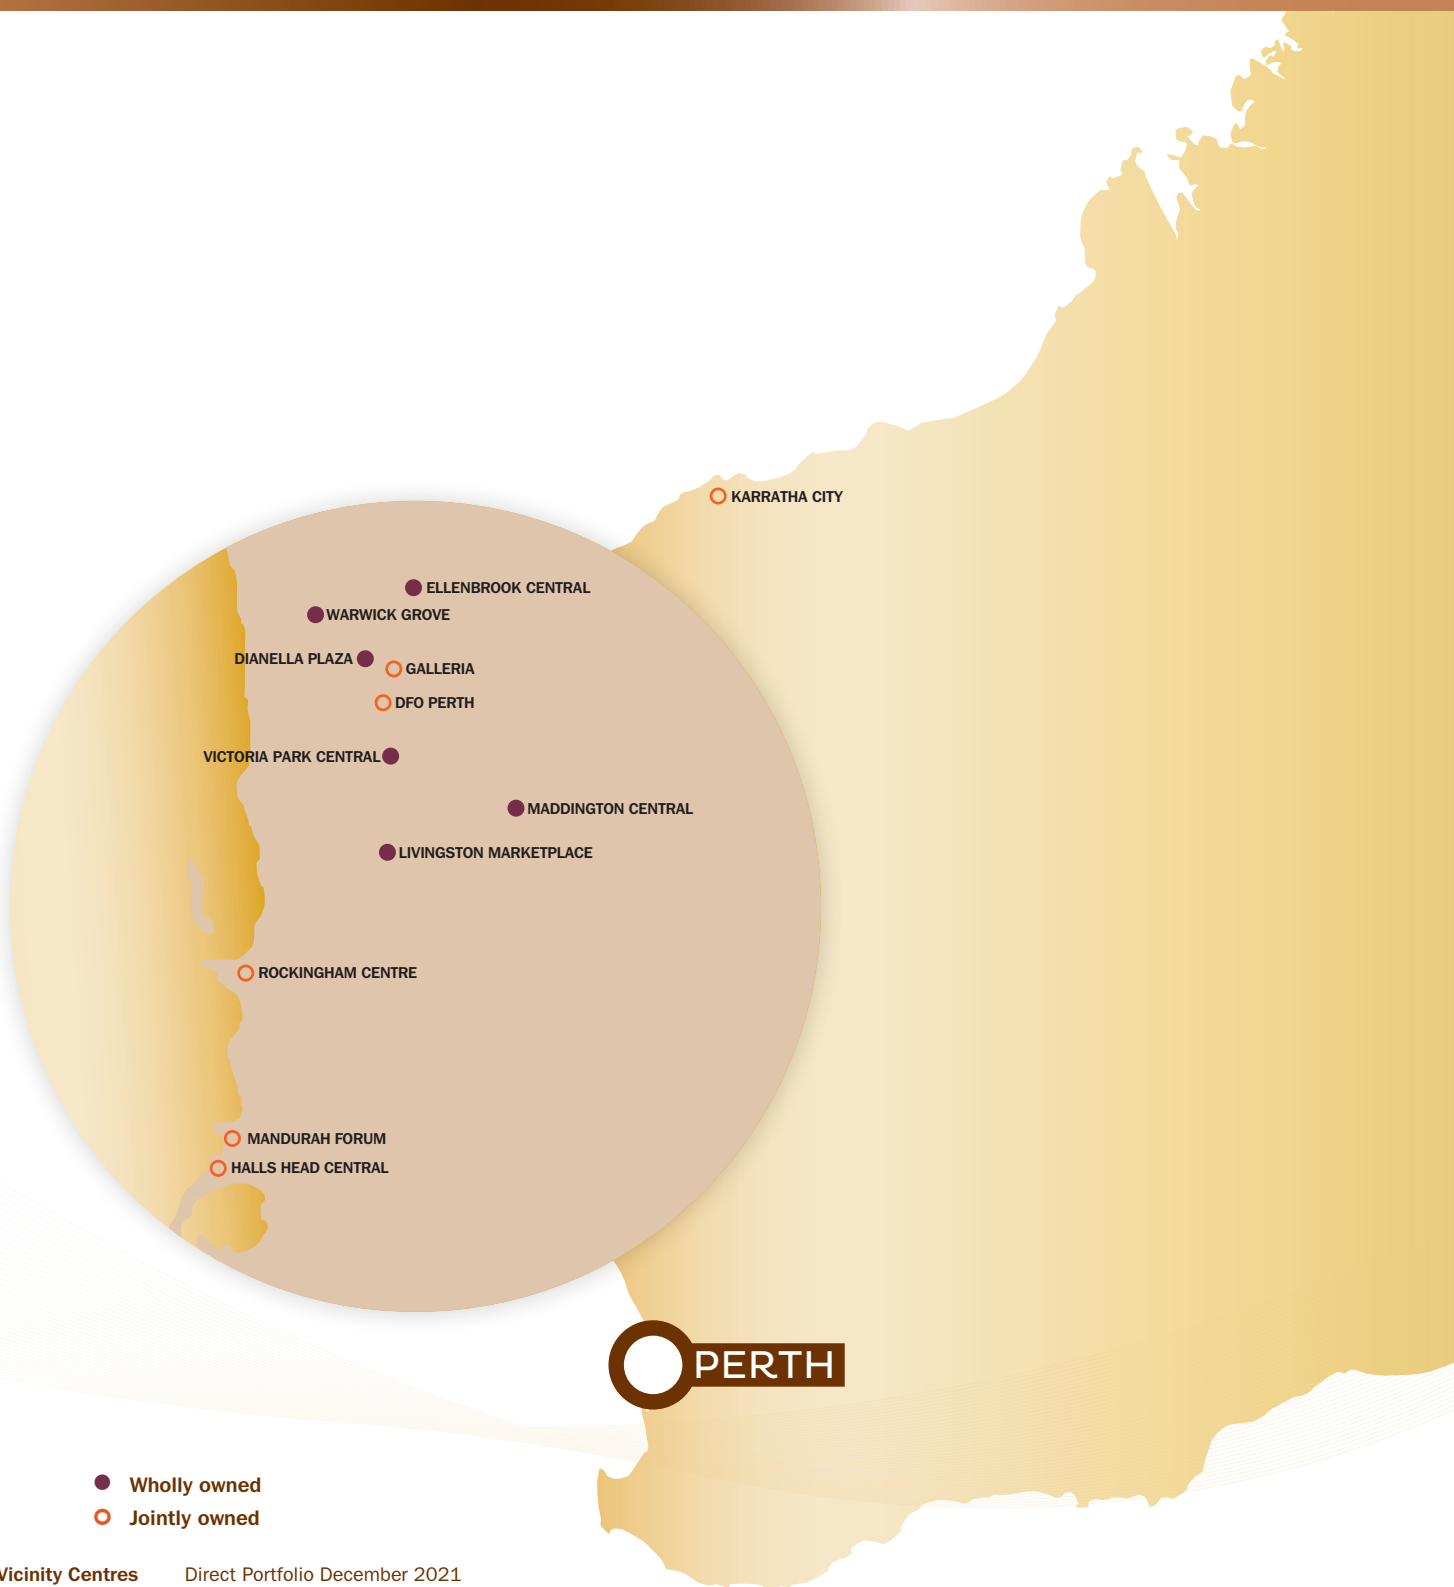 KARRATHA CITY
ELLENBROOK CENTRAL
WARWICK GROVE
DIANELLA PLAZA
GALLERIA
DFO PERTH
VICTORIA PARK CENTRAL
MADDINGTON CENTRAL
LIVINGSTON MARKETPLACE
ROCKINGHAM CENTRE
MANDURAH FORUM
HALLS HEAD CENTRAL
PERTH
Wholly owned
Jointly owned
Vicinity Centres Direct Portfolio December 2021